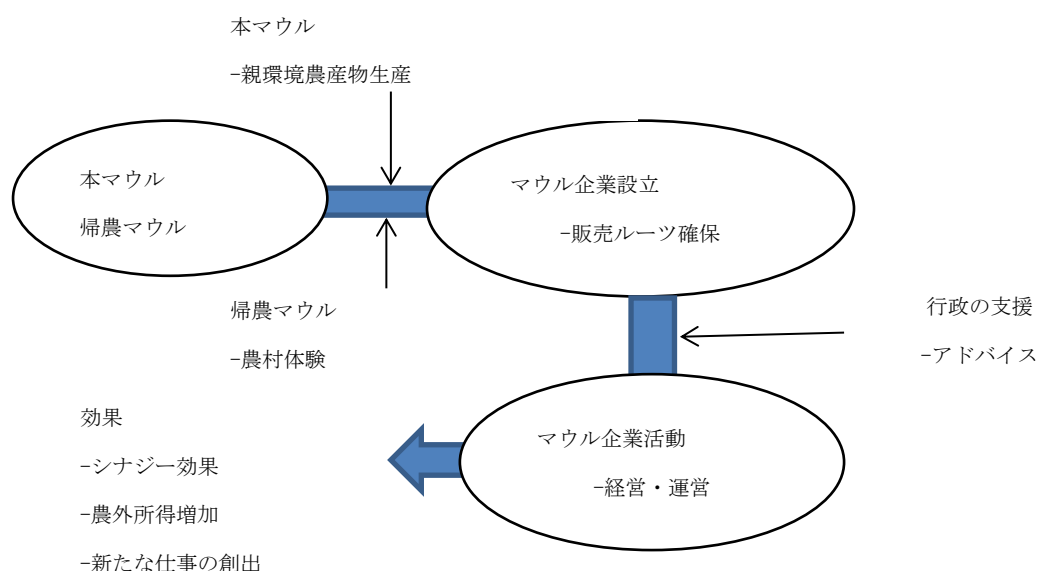 本マウル
-親環境農産物生産
本マウル
帰農マウル
マウル企業設立
-販売ルーツ確保
帰農マウル
-農村体験
行政の支援
-アドバイス
効果
-シナジー効果
-農外所得増加
-新たな仕事の創出
マウル企業活動
-経営・運営